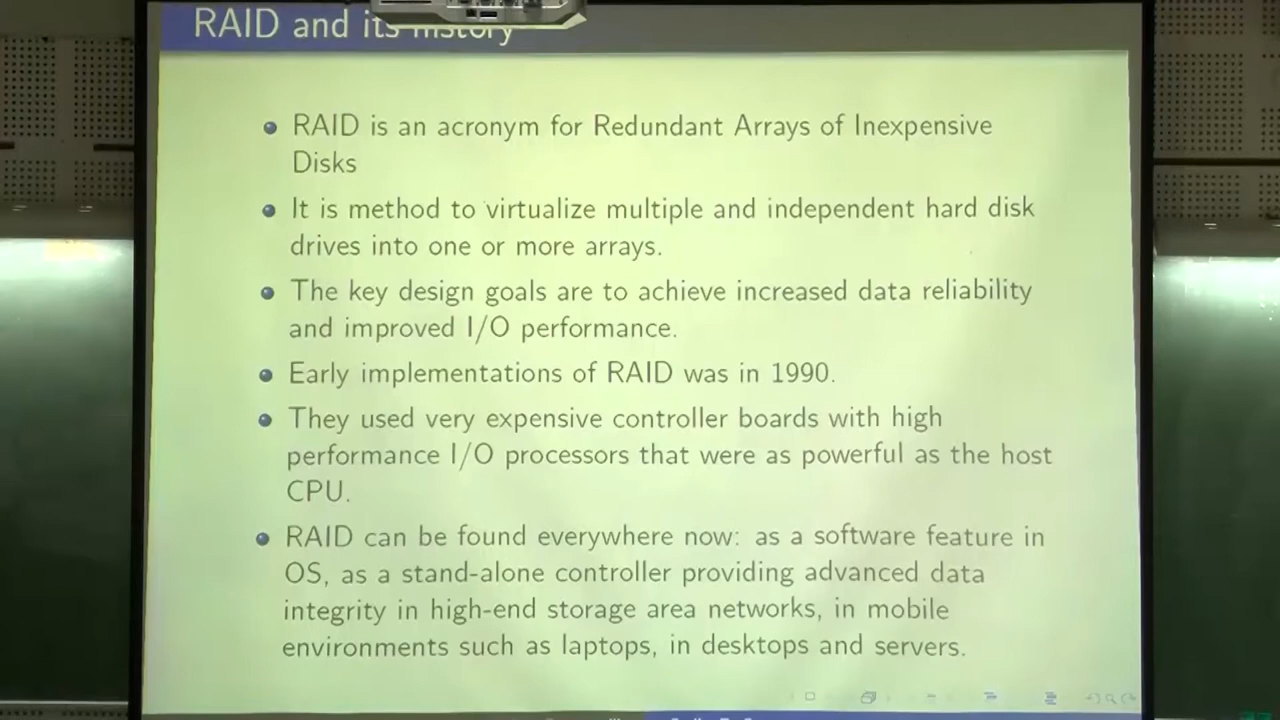 RAID and its history
RAID is an acronym for Redundant Arrays of Inexpensive
Disks
It is method to virtualize multiple and independent hard disk
drives into one or more arrays.
The key design goals are to achieve increased data reliability
and improved I/O performance.
Early implementations of RAID was in 1990.
They used very expensive controller boards with high
performance I/O processors that were as powerful as the host
CPU.
RAID can be found everywhere now: as a software feature in
OS, as a stand-alone controller providing advanced data
integrity in high-end storage area networks, in mobile
environments such as laptops, in desktops and servers.